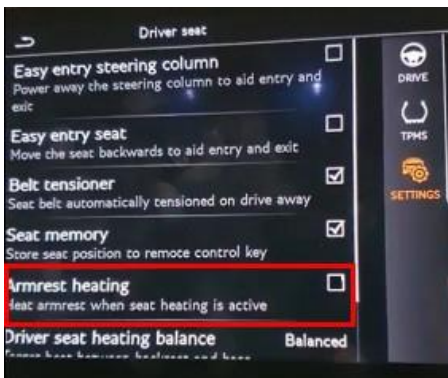 Driver seat
Easy entry steering column
Power away the steering column to aid entry and
exit
DRIVE
Easy entry seat
Move the seat backwards to aid entry and exit
TPMS
Belt tensioner
Seat belt automatically tensioned on drive away
SETTINGS
Seat memory
Store seat position to remote control key
Armrest heating
Heat armrest when seat heating is active
Driver seat heating balance
Balanced